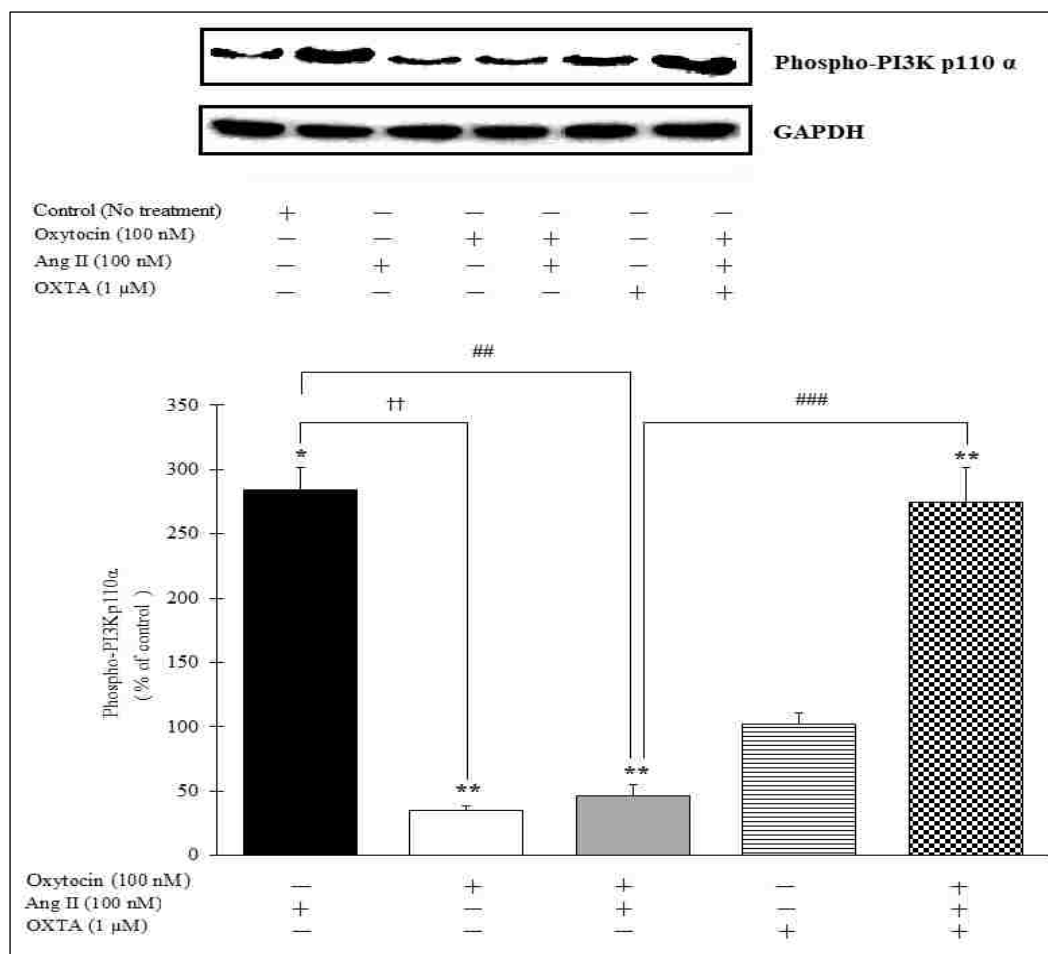 Phospho-PI3K p110 α
GAPDH
Control (No treatment) + — — — — —
Oxytocin (100 nM) — — + + — +
Ang II (100 nM) — + — + — +
OXTA (1 µM) — — — — + +
##
††
###
350
300
250
200
150
100
50
0
*
**
**
**
Phospho-PI3Kp110α
( % of control ).
Oxytocin (100 nM) — + + — +
Ang II (100 nM) + — + — +
OXTA (1 µM) — — — + +